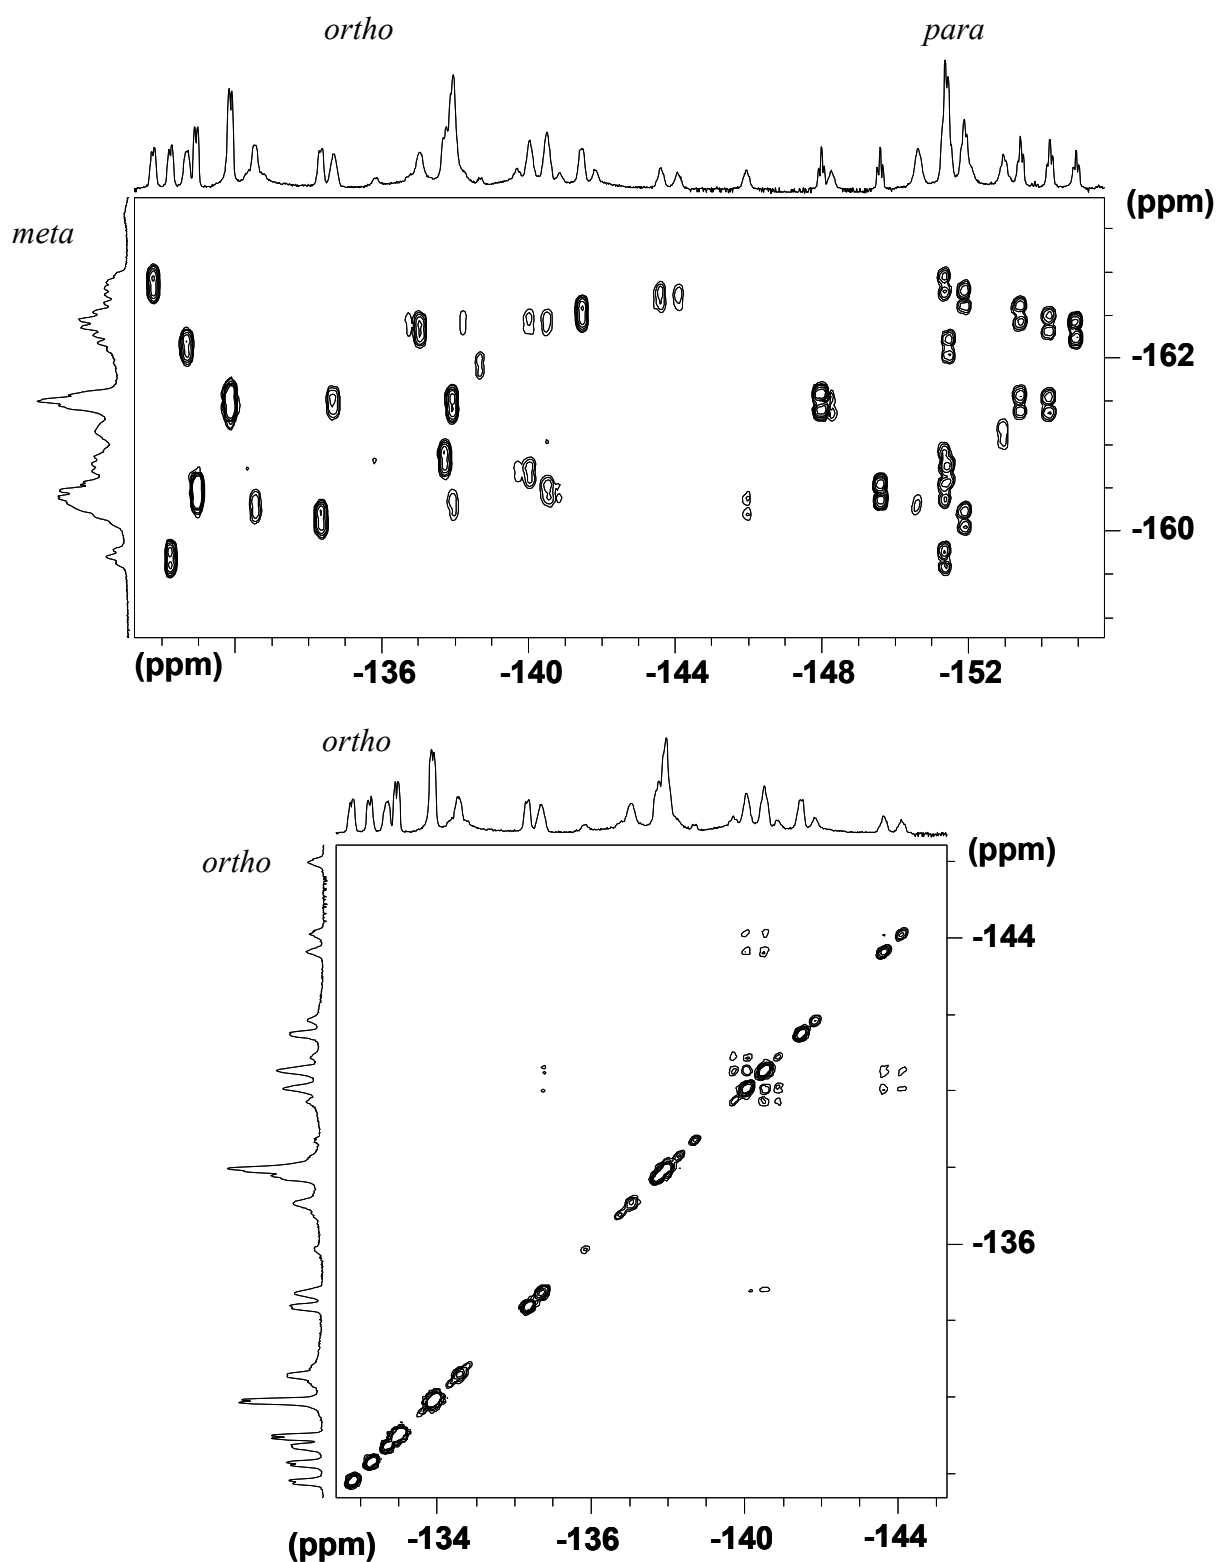 ortho para
(ppm)
meta
-162
-160
(ppm) -136 -140 -144 -148 -152
ortho
ortho
(ppm)
-144
-136
(ppm) -134 -136 -140 -144